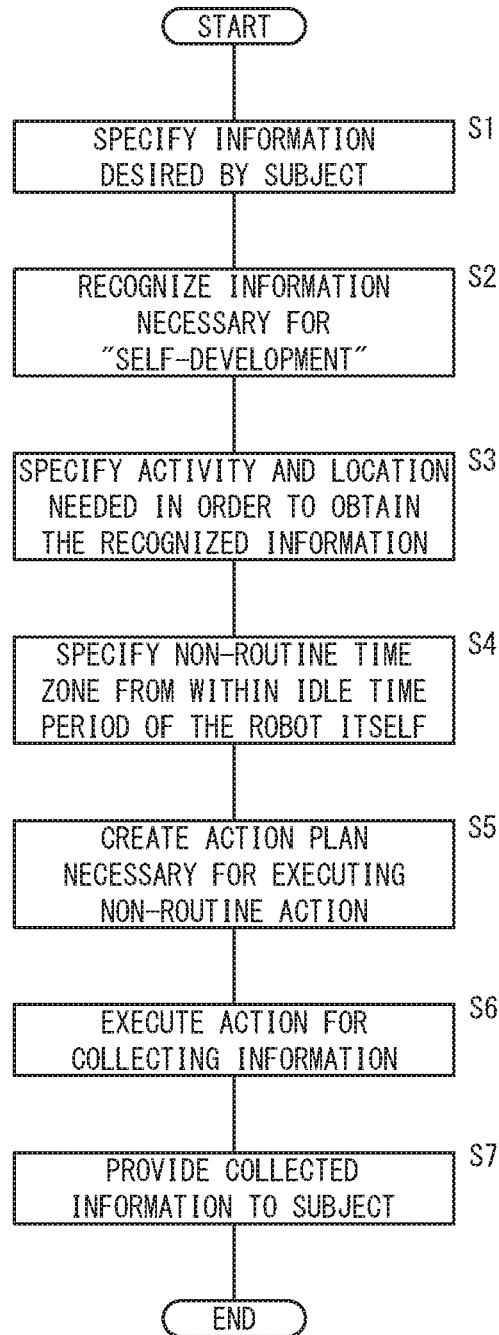 START
S1
SPECIFY INFORMATION
DESIRED BY SUBJECT
S2
RECOGNIZE INFORMATION
NECESSARY FOR
"SELF-DEVELOPMENT"
S3
SPECIFY ACTIVITY AND LOCATION
NEEDED IN ORDER TO OBTAIN
THE RECOGNIZED INFORMATION
S4
SPECIFY NON-ROUTINE TIME
ZONE FROM WITHIN IDLE TIME
PERIOD OF THE ROBOT ITSELF
S5
CREATE ACTION PLAN
NECESSARY FOR EXECUTING
NON-ROUTINE ACTION
S6
EXECUTE ACTION FOR
COLLECTING INFORMATION
S7
PROVIDE COLLECTED
INFORMATION TO SUBJECT
END